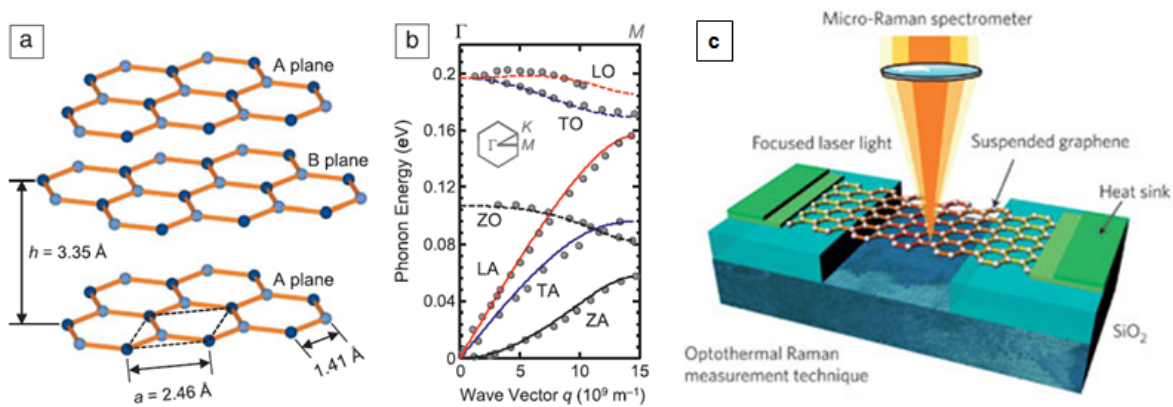 a
A plane
B plane
A plane
h = 3.35 Å
a = 2.46 Å
1.41 Å
b
Γ
M
0.2
0.16
0.12
0.08
0.04
0
Phonon Energy (eV)
LO
TO
K
Γ
M
ZO
LA
TA
ZA
0
5
10
15
Wave Vector q (10⁹ m⁻¹)
c
Micro-Raman spectrometer
Focused laser light
Suspended graphene
Heat sink
SiO₂
Optothermal Raman
measurement technique